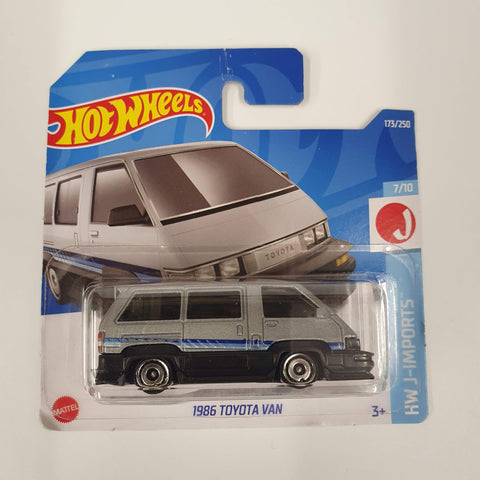 HOT WHEELS
173/250
7/10
J
TOYOTA
HW J-IMPORTS
MATTEL
1986 TOYOTA VAN
3+